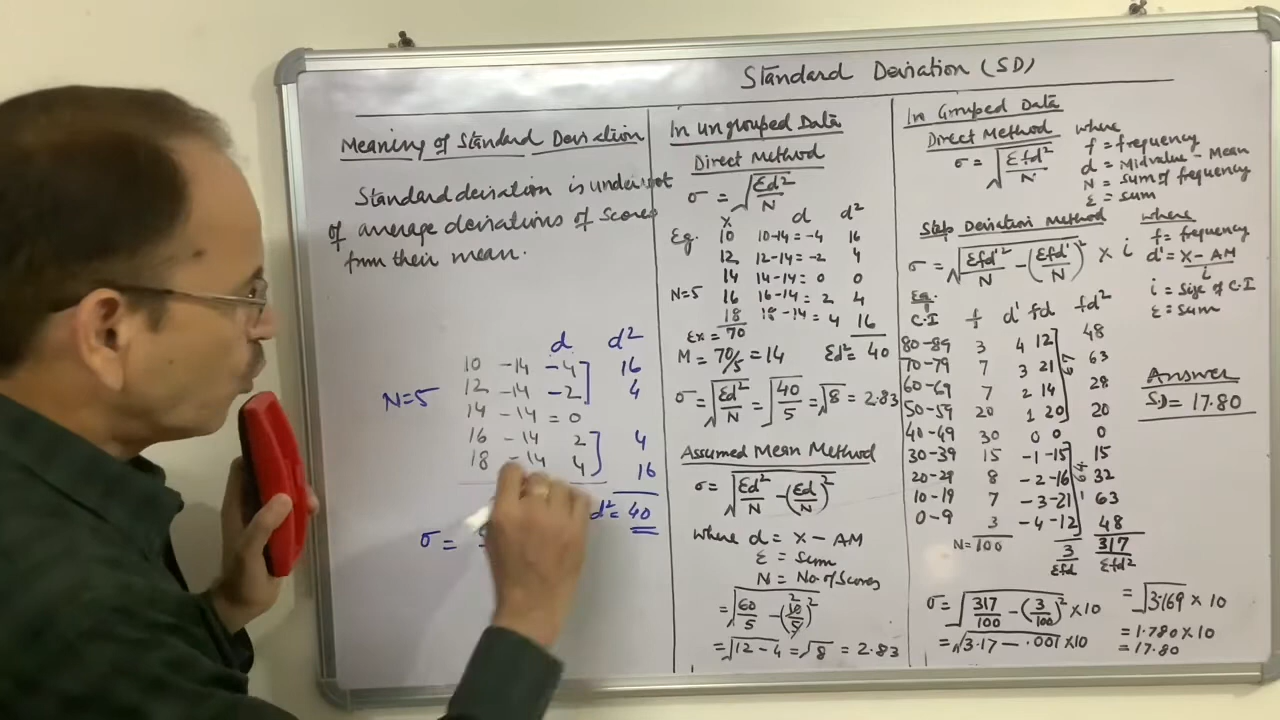 Standard Deviation (SD)
Meaning of Standard Deviation
Standard deviation is underroot
of average deviations of scores
from their mean.
d d²
10 -14 -4 16
12 -14 -2 4
N=5
14 -14 = 0
16 -14 2 4
18 -14 4 16
d² = 40
σ =
In Ungrouped Data
Direct Method
σ = √Σd²/N
X d d²
Eg. 10 10-14 = -4 16
12 12-14 = -2 4
14 14-14 = 0 0
N=5 16 16-14 = 2 4
18 18-14 = 4 16
Σx = 70
M = 70/5 = 14 Σd² = 40
σ = √Σd²/N = √40/5 = √8 = 2.83
Assumed Mean Method
σ = √Σd²/N - (Σd/N)²
where d = X - AM
Σ = Sum
N = No. of Scores
= √60/5 - (10/5)² 2
= √12-4 = √8 = 2.83
In Grouped Data
Direct Method
σ = √Σfd²/N
where
f = frequency
d = Midvalue - Mean
N = Sum of frequency
Σ = Sum
Step Deviation Method
σ = √Σfd'²/N - (Σfd'/N)² × i
where
f = frequency
d' = X - AM/i
i = Size of C.I
Σ = Sum
Eg:
C.I f d' fd fd²
80-89 3 4 12 48
70-79 7 3 21 63
60-69 7 2 14 28
50-59 20 1 20 20
40-49 30 0 0 0
30-39 15 -1 -15 15
20-29 8 -2 -16 32
10-19 7 -3 -21 63
0-9 3 -4 -12 48
N=100 3 317
Σfd Σfd²
σ = √317/100 - (3/100)² × 10
= √3.17 - .001 × 10
= √3.169 × 10
= 1.780 × 10
= 17.80
Answer
S.D = 17.80